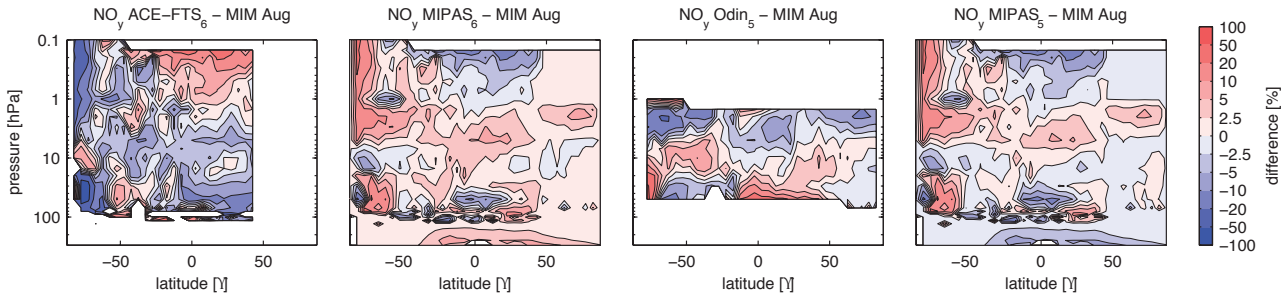 NOy ACE−FTS6 − MIM Aug
NOy MIPAS6 − MIM Aug
NOy Odin5 − MIM Aug
NOy MIPAS5 − MIM Aug
pressure [hPa]
0.1
1
10
100
−50 0 50
latitude [Ƴ]
−50 0 50
latitude [Ƴ]
−50 0 50
latitude [Ƴ]
−50 0 50
latitude [Ƴ]
100
50
20
10
5
2.5
0
−2.5
−5
−10
−20
−50
−100
difference [%]